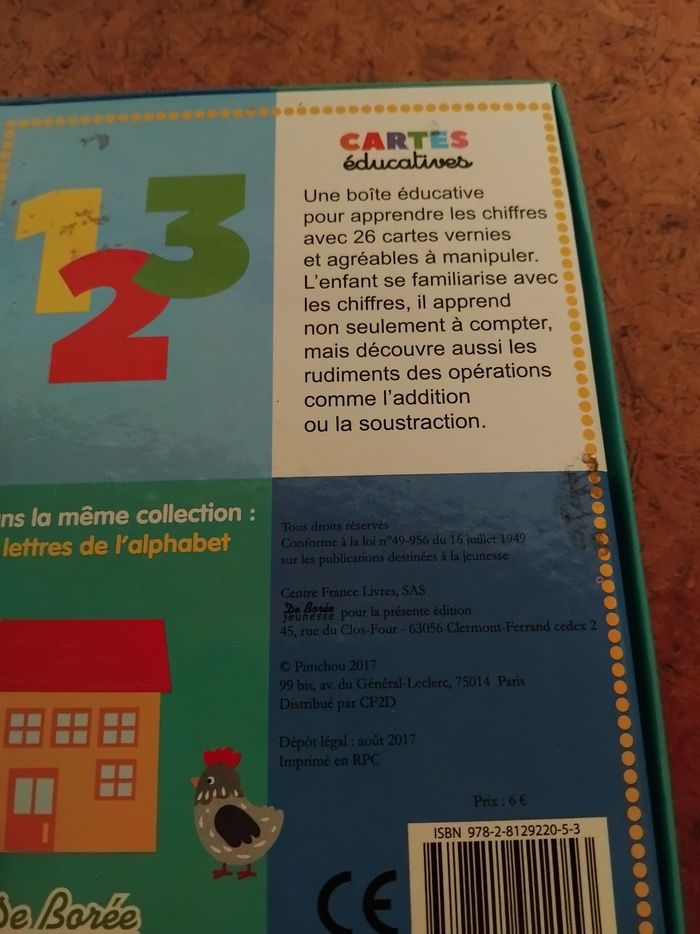 1 2 3
CARTES
éducatives
Une boîte éducative
pour apprendre les chiffres
avec 26 cartes vernies
et agréables à manipuler.
L'enfant se familiarise avec
les chiffres, il apprend
non seulement à compter,
mais découvre aussi les
rudiments des opérations
comme l'addition
ou la soustraction.
ns la même collection :
lettres de l'alphabet
Tous droits réservés
Conforme à la loi n°49-956 du 16 juillet 1949
sur les publications destinées à la jeunesse
Centre France Livres, SAS
De Borée jeunesse pour la présente édition
45, rue du Clos-Four - 63056 Clermont-Ferrand cedex 2
© Pimchou 2017
99 bis, av. du Général-Leclerc, 75014 Paris
Distribué par CF2D
Dépôt légal : août 2017
Imprimé en RPC
Prix : 6 €
ISBN 978-2-8129220-5-3
CE
De Borée